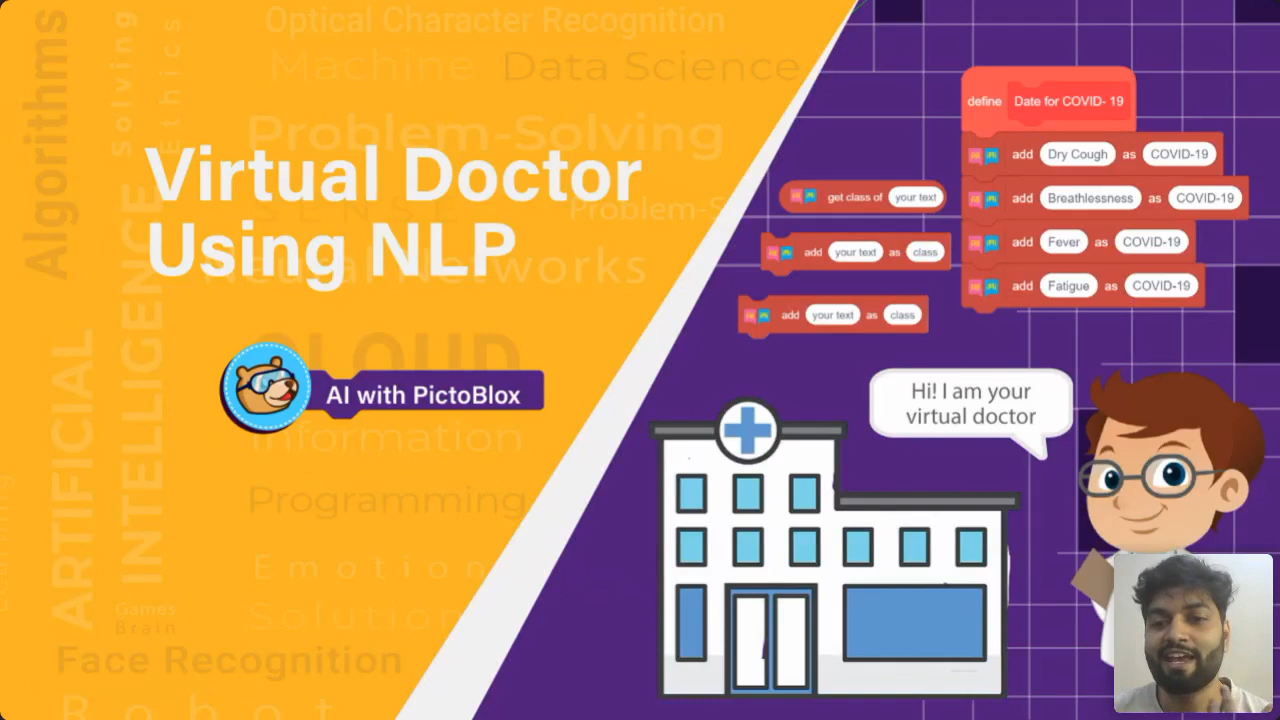 Optical Character Recognition
Machine
Data Science
Algorithms
Solving
Ethics
Problem-Solving
Virtual Doctor
Using NLP
SENSE
Problem-S
Neural Networks
INTELLIGENCE
ARTIFICIAL
CLOUD
AI with PictoBlox
Information
Programming
Emotion
Games
Brain
Solution
Face Recognition
Robot
define Date for COVID- 19
add Dry Cough as COVID-19
add Breathlessness as COVID-19
add Fever as COVID-19
add Fatigue as COVID-19
get class of your text
add your text as class
add your text as class
Hi! I am your
virtual doctor